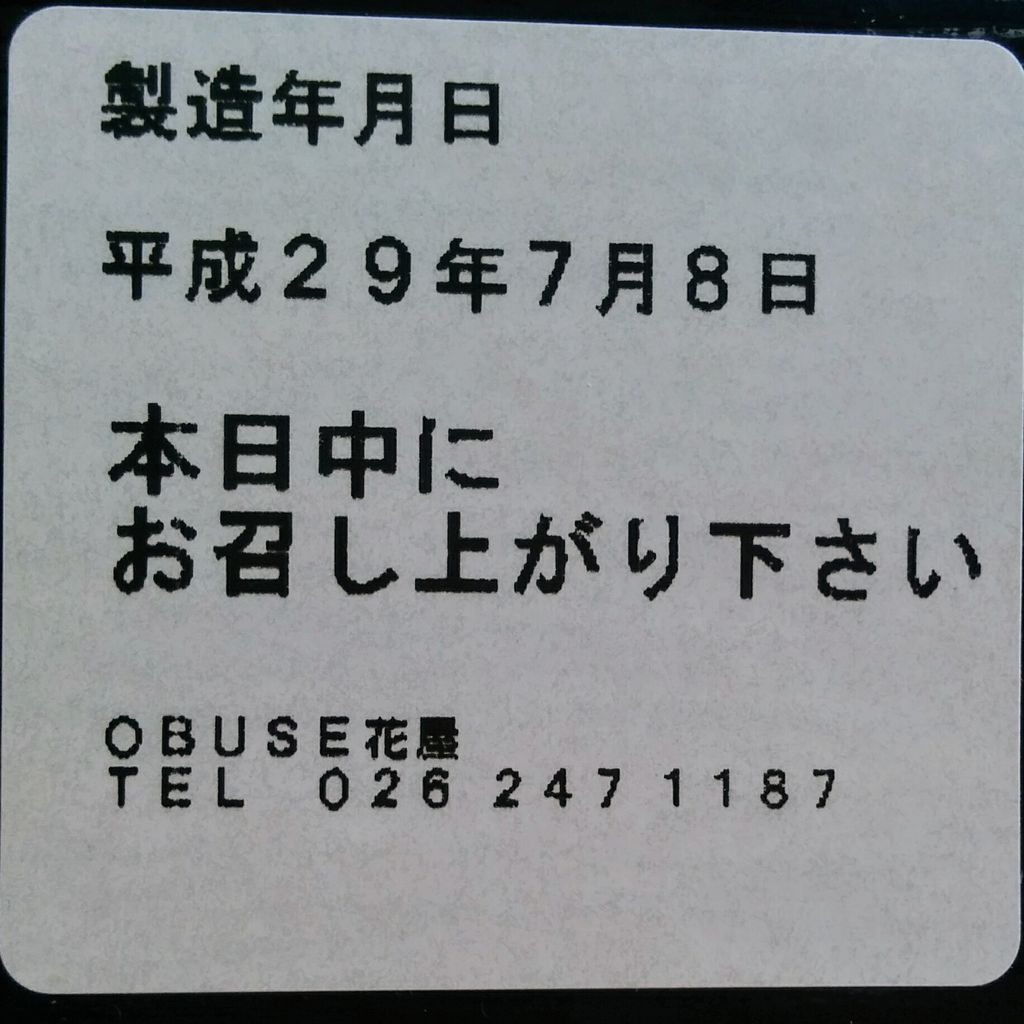 製造年月日
平成29年7月8日
本日中に
お召し上がり下さい
OBUSE花屋
TEL 026 247 1187